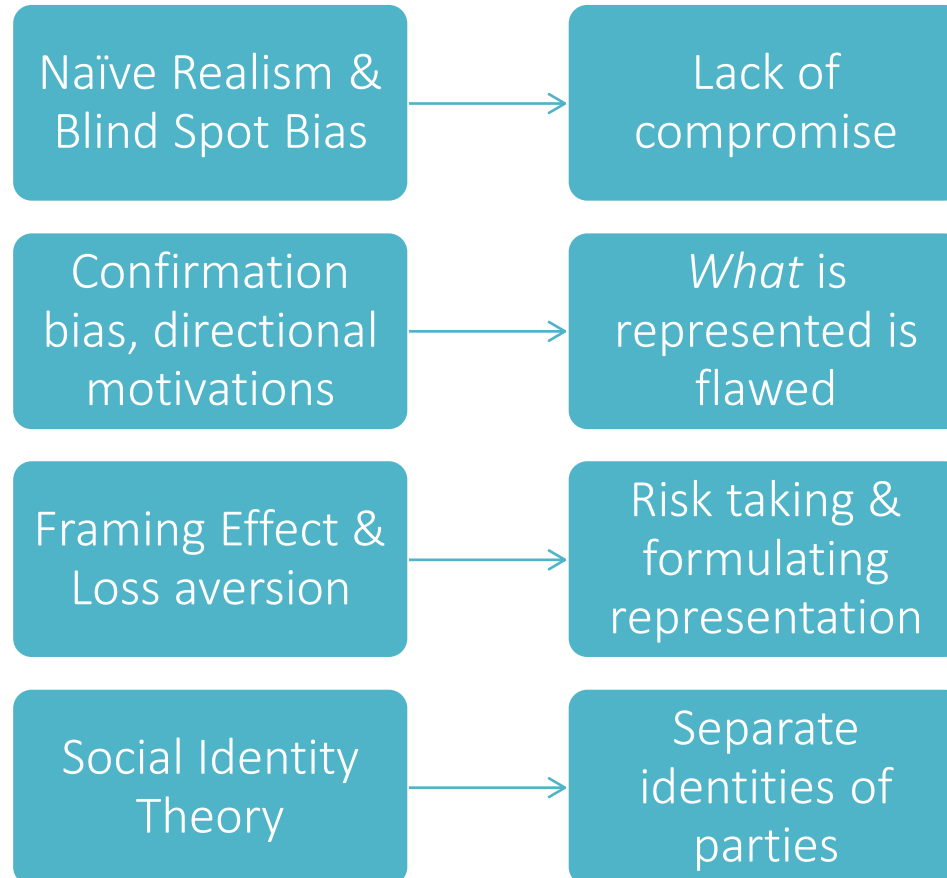 Naïve Realism &
Blind Spot Bias
Lack of
compromise
Confirmation
bias, directional
motivations
What is
represented is
flawed
Framing Effect &
Loss aversion
Risk taking &
formulating
representation
Social Identity
Theory
Separate
identities of
parties